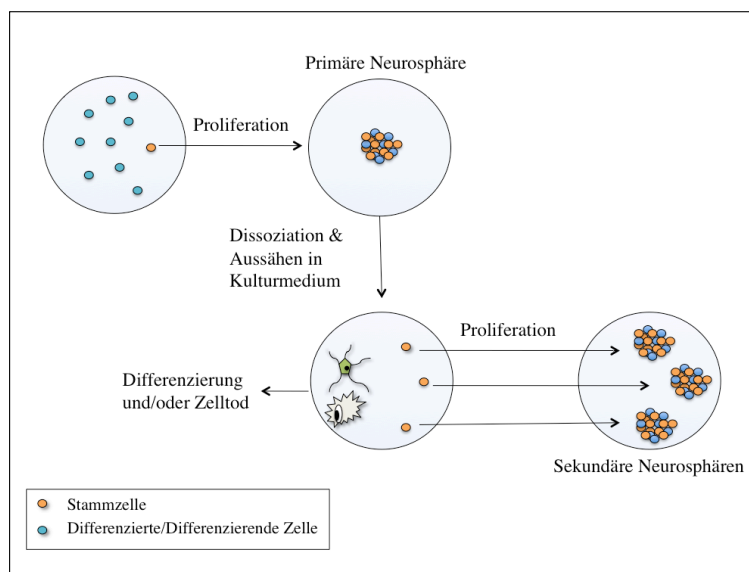 Primäre Neurosphäre
Proliferation
Dissoziation &
Aussähen in
Kulturmedium
Proliferation
Differenzierung
und/oder Zelltod
Sekundäre Neurosphären
Stammzelle
Differenzierte/Differenzierende Zelle